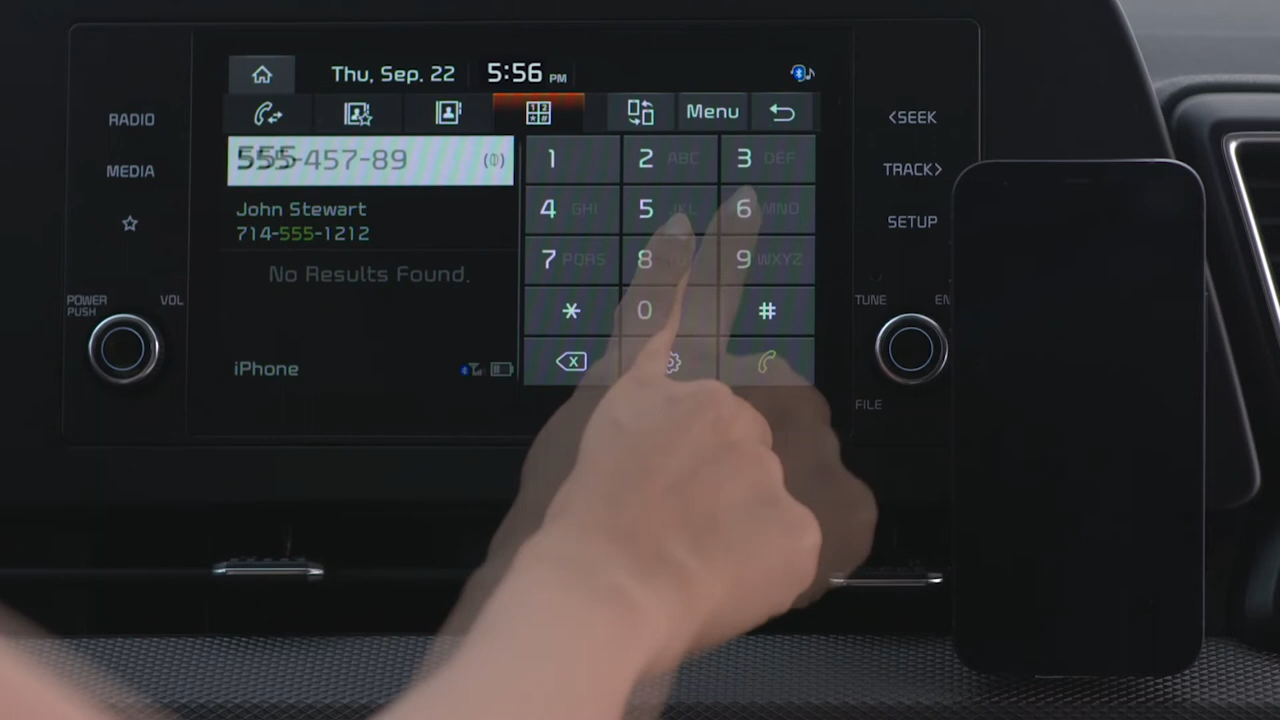 Thu, Sep. 22 5:56 PM
Menu
RADIO
MEDIA
POWER
PUSH
VOL
555-457-89
John Stewart
714-555-1212
No Results Found.
iPhone
1
2 ABC
3 DEF
4 GHI
5 JKL
6 MNO
7 PQRS
8
9 WXYZ
*
0
#
<SEEK
TRACK>
SETUP
TUNE
FILE